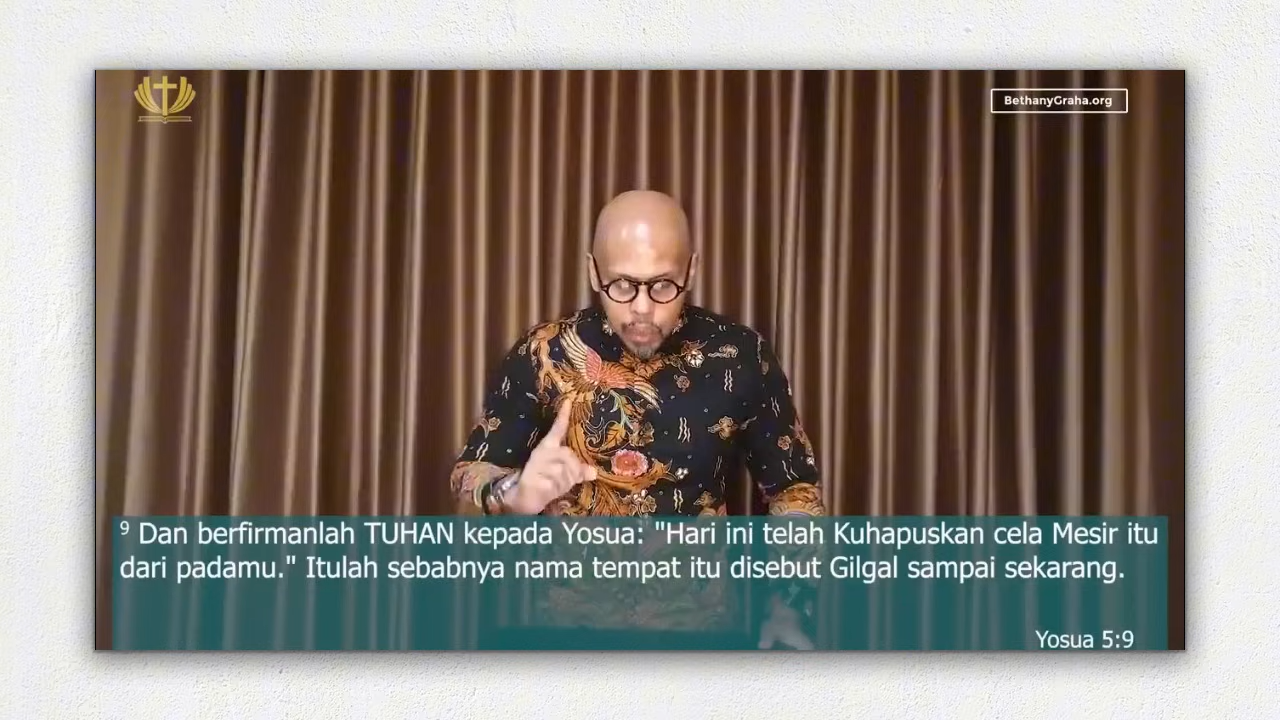 BethanyGraha.org
9 Dan berfirmanlah TUHAN kepada Yosua: "Hari ini telah Kuhapuskan cela Mesir itu
dari padamu." Itulah sebabnya nama tempat itu disebut Gilgal sampai sekarang.
Yosua 5:9